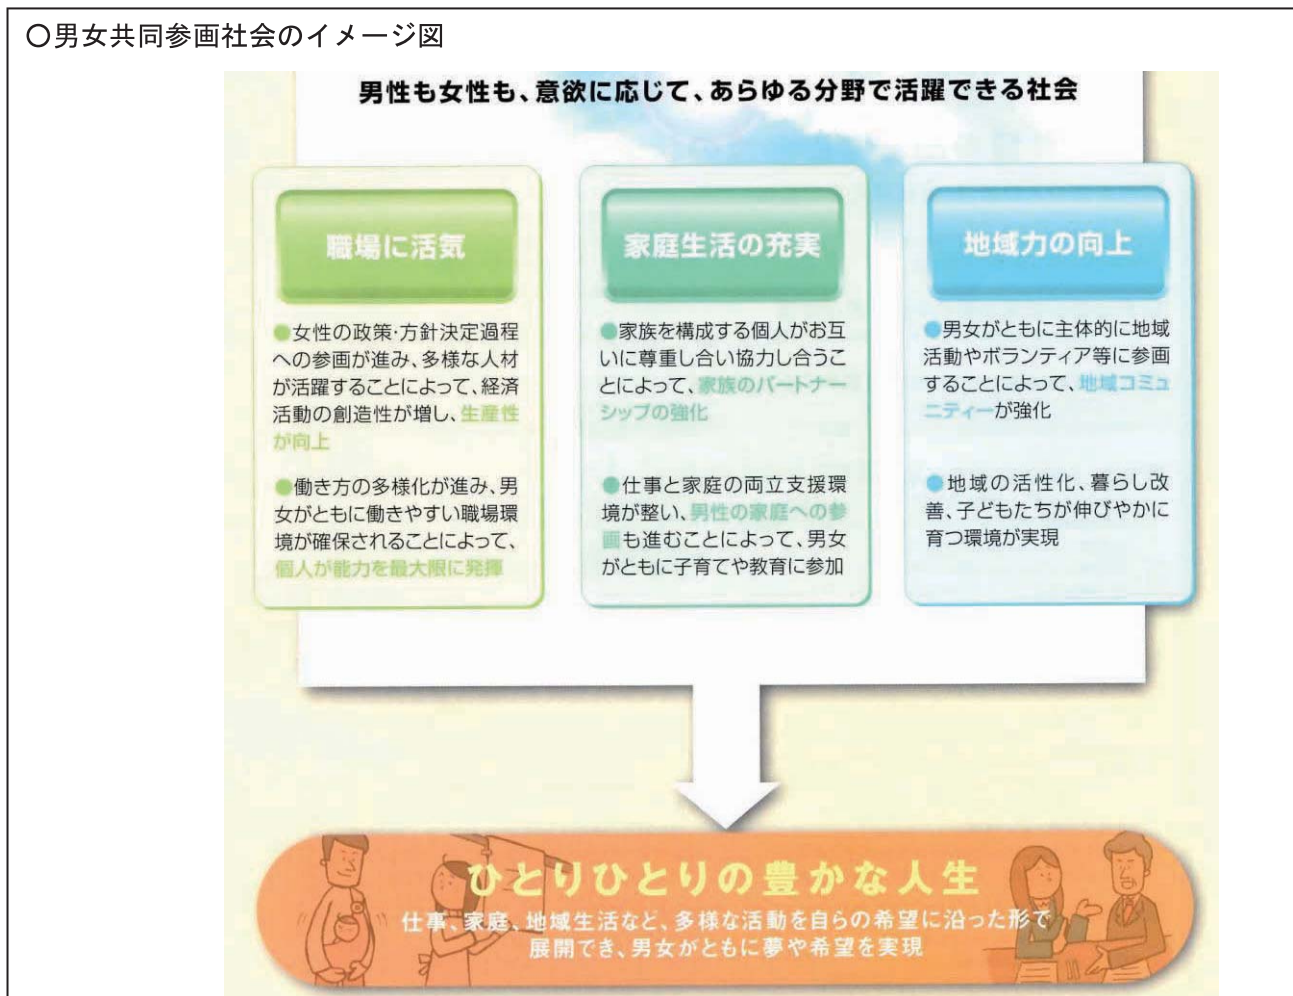 ○男女共同参画社会のイメージ図
男性も女性も、意欲に応じて、あらゆる分野で活躍できる社会
職場に活気
●女性の政策・方針決定過程
への参画が進み、多様な人材
が活躍することによって、経済
活動の創造性が増し、生産性
が向上
●働き方の多様化が進み、男
女がともに働きやすい職場環
境が確保されることによって、
個人が能力を最大限に発揮
家庭生活の充実
●家族を構成する個人がお互
いに尊重し合い協力し合うこ
とによって、家族のパートナー
シップの強化
●仕事と家庭の両立支援環
境が整い、男性の家庭への参
画も進むことによって、男女
がともに子育てや教育に参加
地域力の向上
●男女がともに主体的に地域
活動やボランティア等に参画
することによって、地域コミュ
ニティーが強化
●地域の活性化、暮らし改
善、子どもたちが伸びやかに
育つ環境が実現
ひとりひとりの豊かな人生
仕事、家庭、地域生活など、多様な活動を自らの希望に沿った形で
展開でき、男女がともに夢や希望を実現